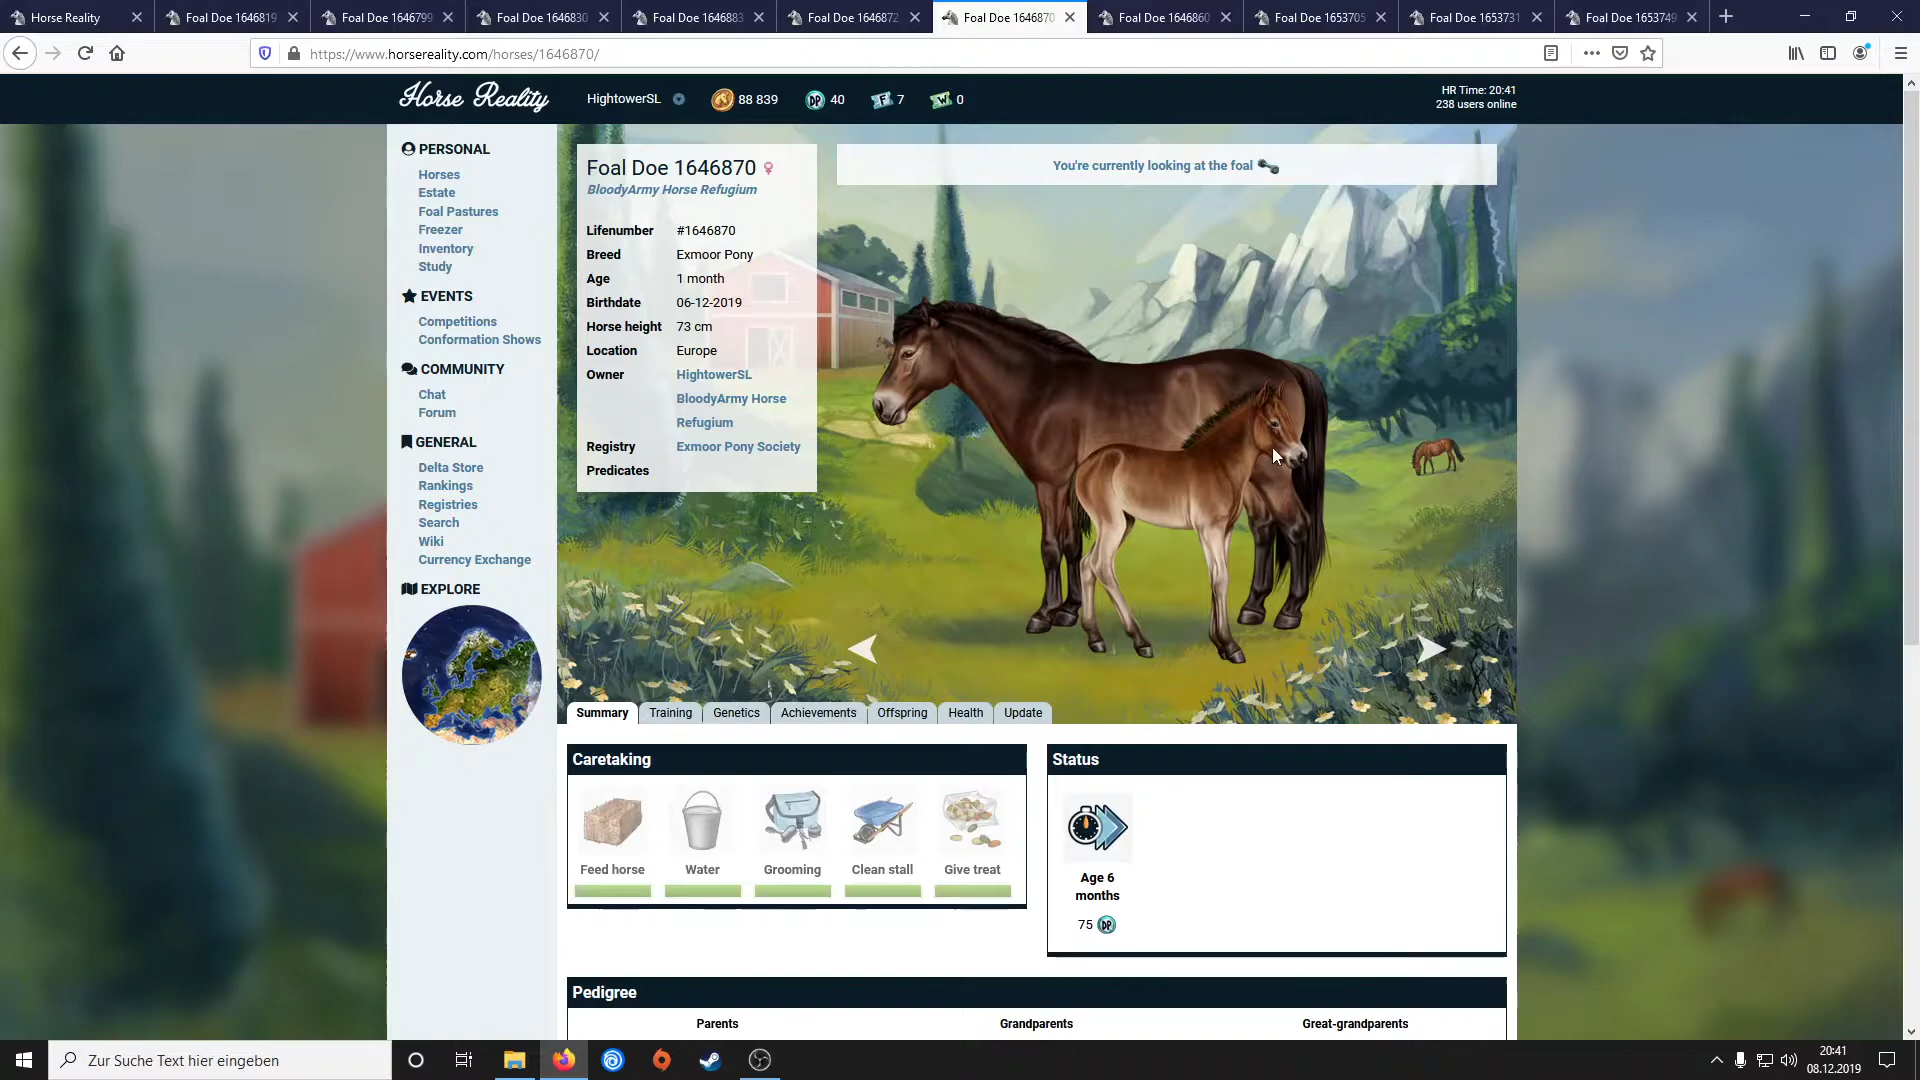 Horse Reality
Foal Doe 1646819
Foal Doe 1646799
Foal Doe 1646830
Foal Doe 1646883
Foal Doe 1646872
Foal Doe 1646870
Foal Doe 1646860
Foal Doe 1653705
Foal Doe 1653731
Foal Doe 1653749
https://www.horsereality.com/horses/1646870/
Horse Reality
HightowerSL
88 839
DP 40
F 7
W 0
HR Time: 20:41
238 users online
PERSONAL
Horses
Estate
Foal Pastures
Freezer
Inventory
Study
EVENTS
Competitions
Conformation Shows
COMMUNITY
Chat
Forum
GENERAL
Delta Store
Rankings
Registries
Search
Wiki
Currency Exchange
EXPLORE
Foal Doe 1646870
BloodyArmy Horse Refugium
Lifenumber #1646870
Breed Exmoor Pony
Age 1 month
Birthdate 06-12-2019
Horse height 73 cm
Location Europe
Owner HightowerSL
BloodyArmy Horse
Refugium
Registry Exmoor Pony Society
Predicates
You're currently looking at the foal
Summary Training Genetics Achievements Offspring Health Update
Caretaking
Feed horse Water Grooming Clean stall Give treat
Status
Age 6
months
75 DP
Pedigree
Parents Grandparents Great-grandparents
Zur Suche Text hier eingeben
20:41
08.12.2019